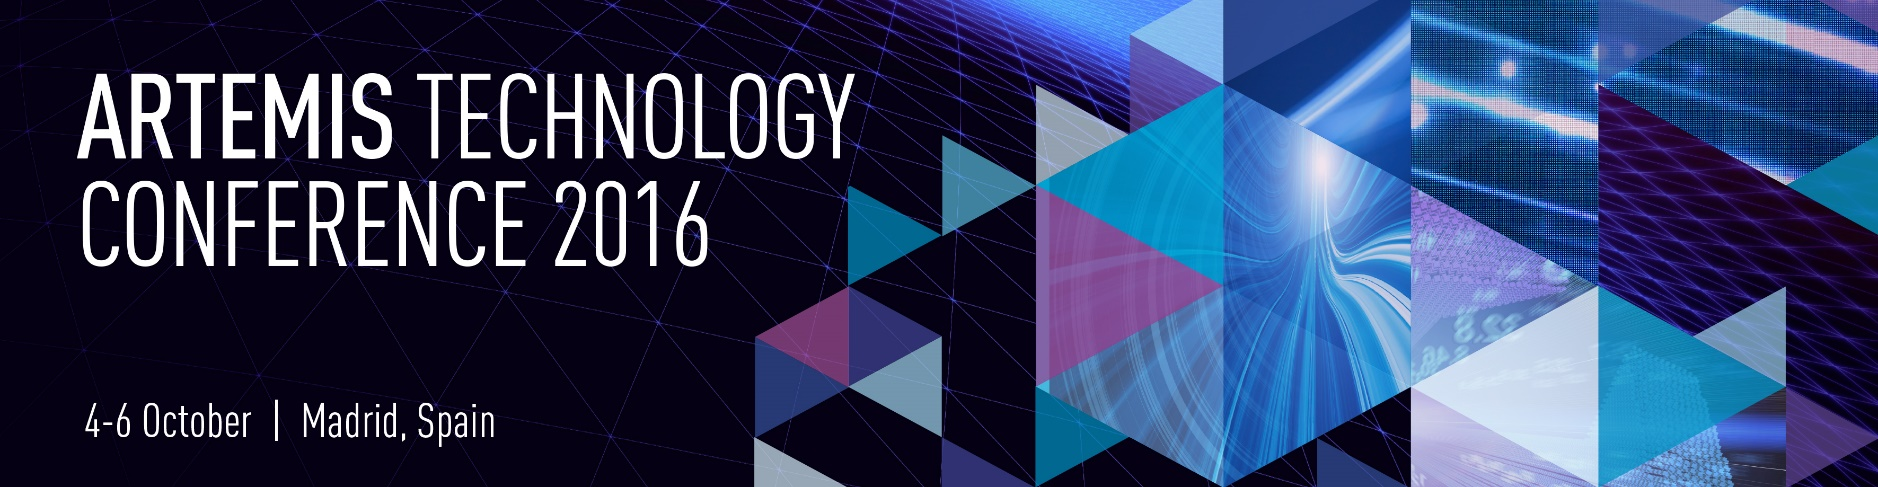 ARTEMIS TECHNOLOGY
CONFERENCE 2016
4-6 October | Madrid, Spain